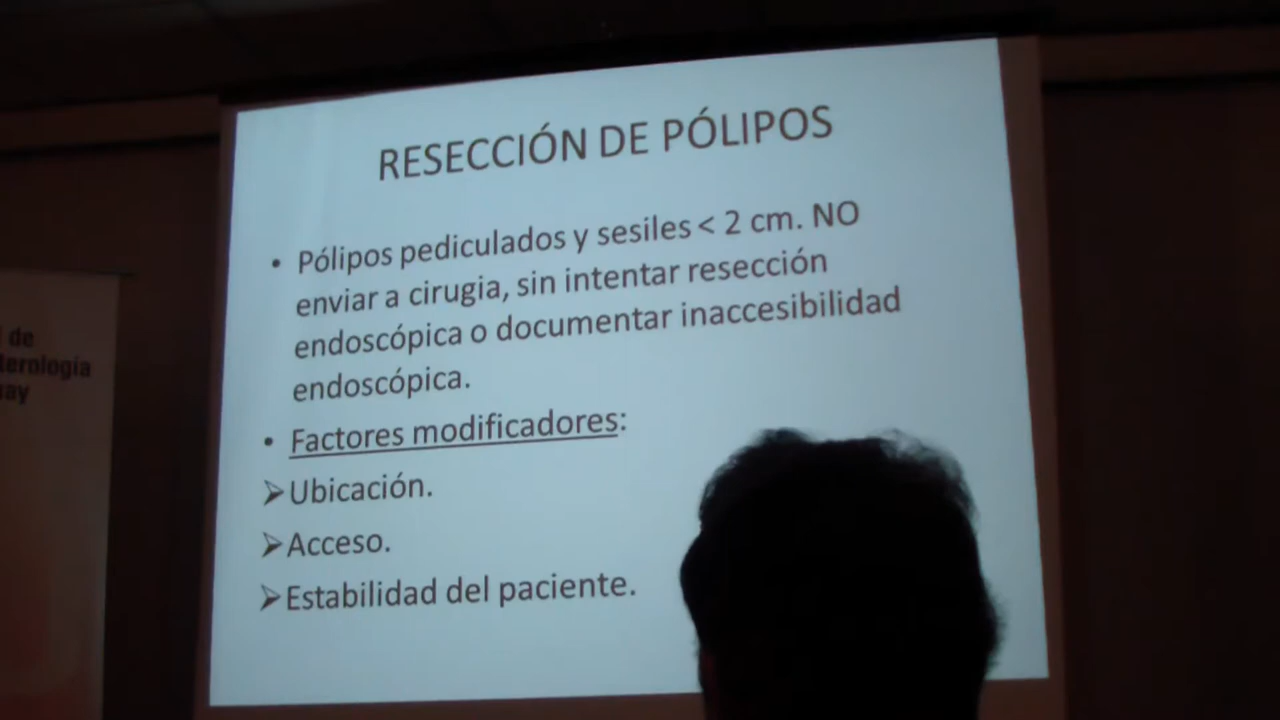 RESECCIÓN DE PÓLIPOS
• Pólipos pediculados y sesiles < 2 cm. NO
enviar a cirugia, sin intentar resección
endoscópica o documentar inaccesibilidad
endoscópica.
• Factores modificadores:
➢ Ubicación.
➢ Acceso.
➢ Estabilidad del paciente.
de